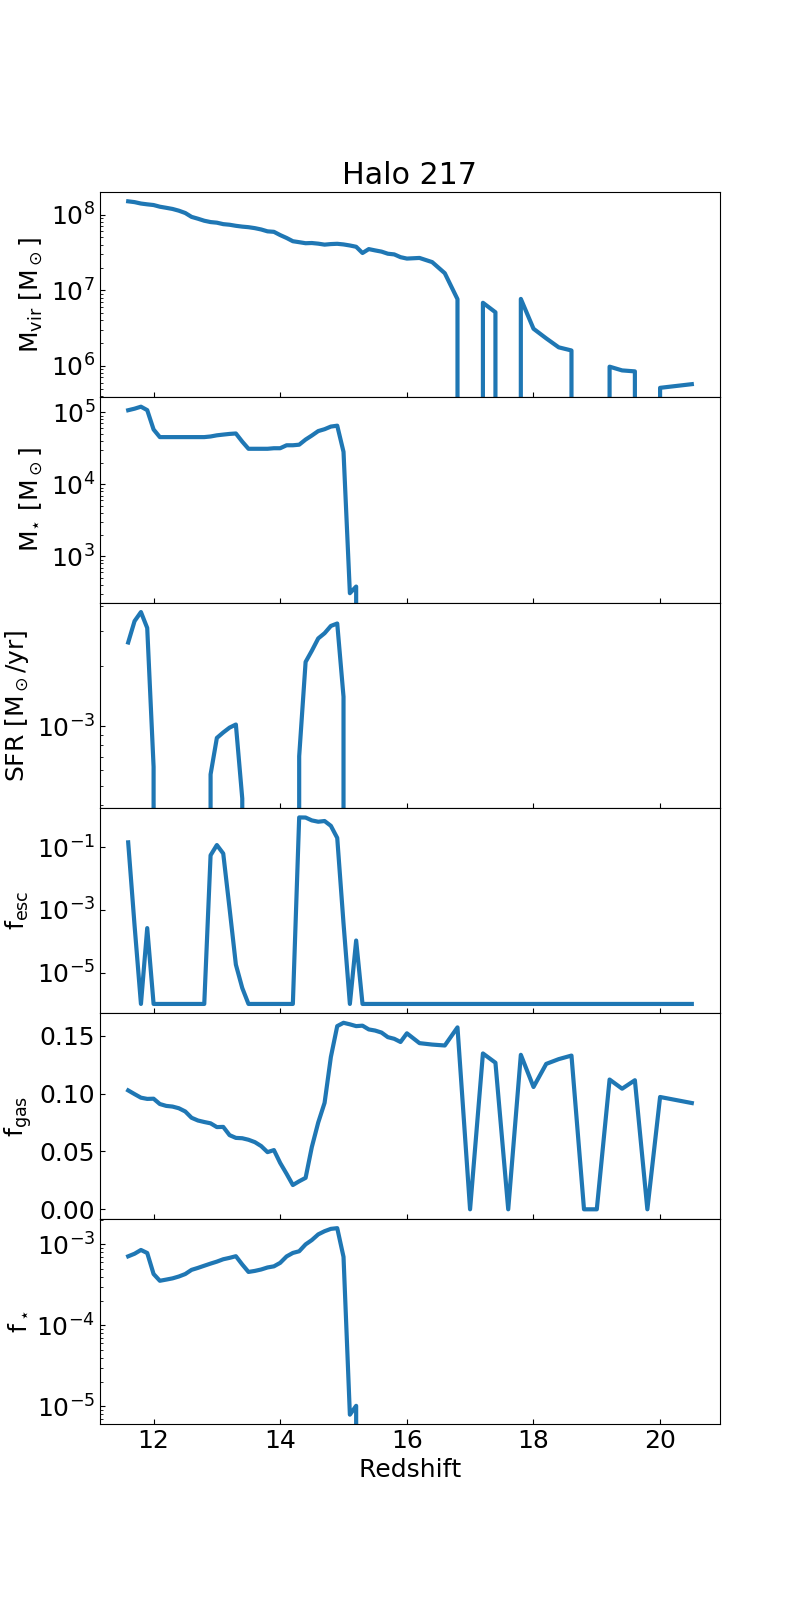 Halo 217
M_vir [M_⊙]
10^8
10^7
10^6
M_⋆ [M_⊙]
10^5
10^4
10^3
SFR [M_⊙/yr]
10^−3
f_esc
10^−1
10^−3
10^−5
f_gas
0.15
0.10
0.05
0.00
f_⋆
10^−3
10^−4
10^−5
12 14 16 18 20
Redshift